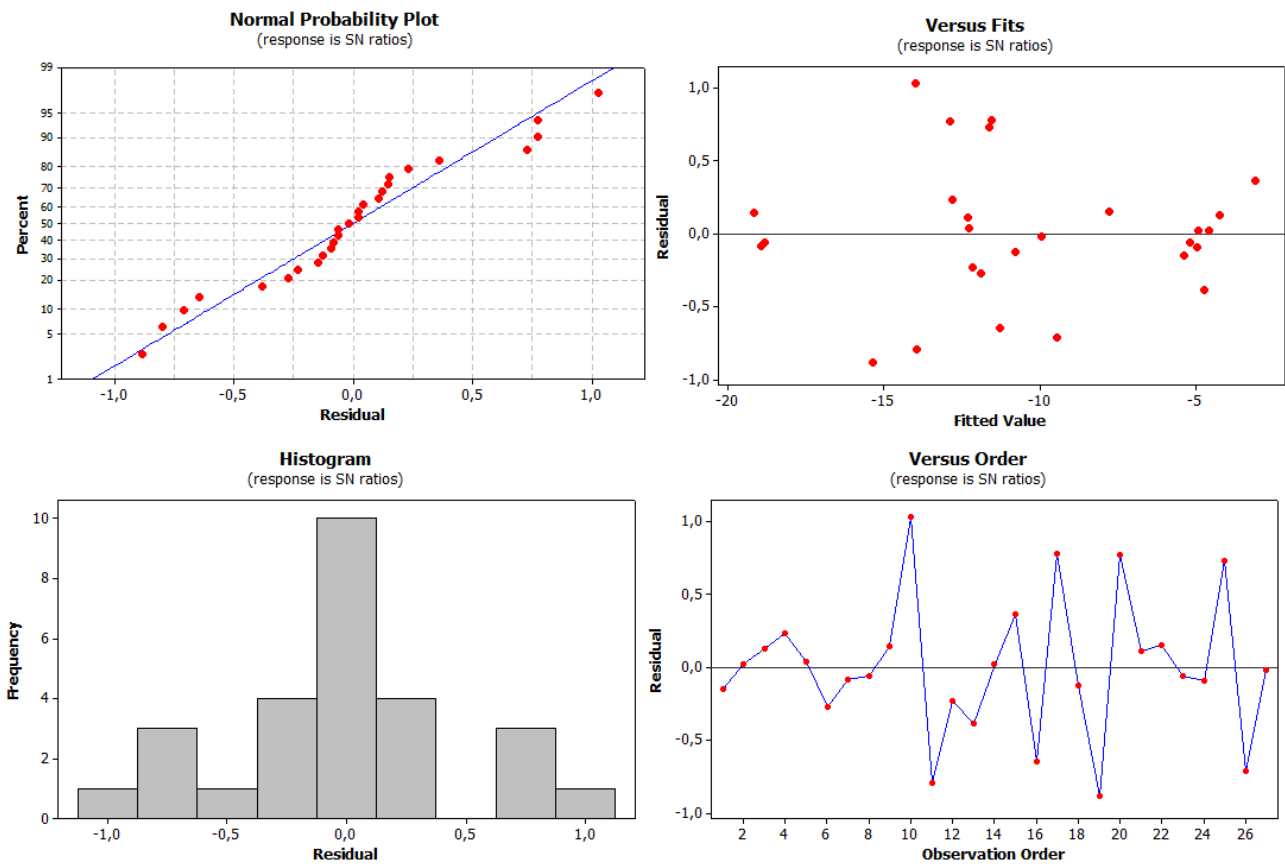 Normal Probability Plot
(response is SN ratios)
99
95
90
80
70
60
50
40
30
20
10
5
1
Percent
-1,0 -0,5 0,0 0,5 1,0
Residual
Versus Fits
(response is SN ratios)
1,0
0,5
0,0
-0,5
-1,0
Residual
-20 -15 -10 -5
Fitted Value
Histogram
(response is SN ratios)
10
8
6
4
2
0
Frequency
-1,0 -0,5 0,0 0,5 1,0
Residual
Versus Order
(response is SN ratios)
1,0
0,5
0,0
-0,5
-1,0
Residual
2 4 6 8 10 12 14 16 18 20 22 24 26
Observation Order